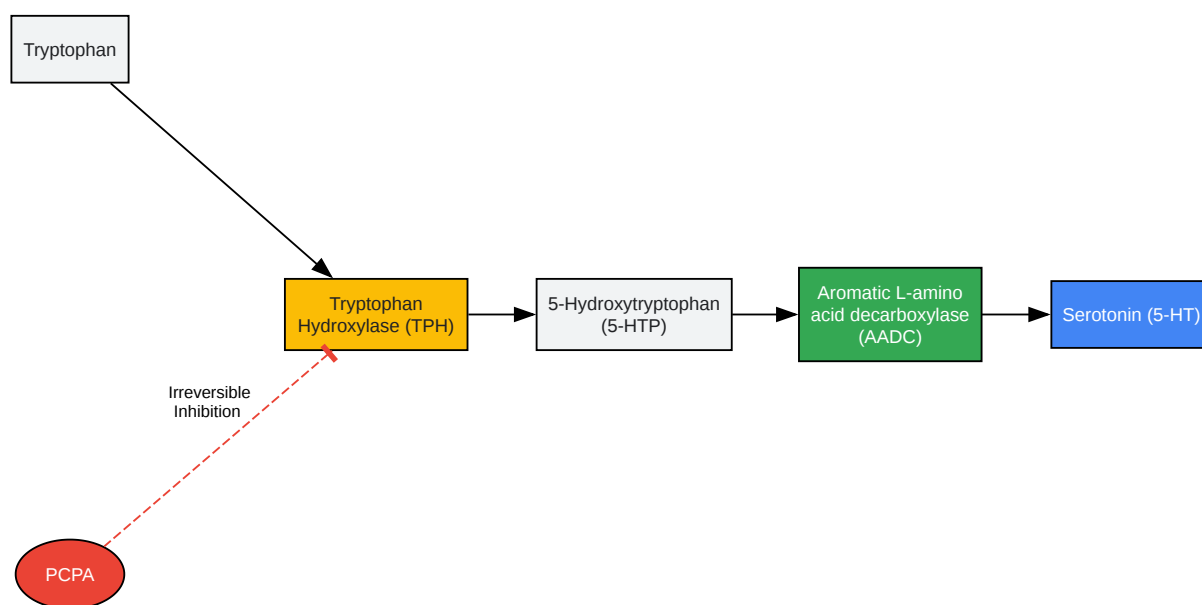 Tryptophan
Tryptophan
Hydroxylase (TPH)
5-Hydroxytryptophan
(5-HTP)
Aromatic L-amino
acid decarboxylase
(AADC)
Serotonin (5-HT)
Irreversible
Inhibition
PCPA